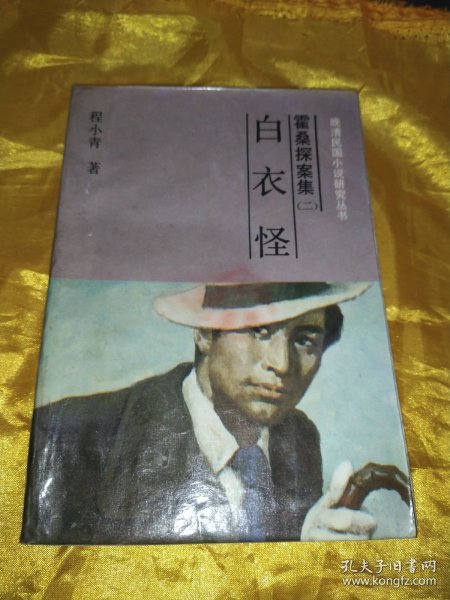 晚清民国小说研究丛书
霍桑探案集(二)
白衣怪
程小青 著
孔夫子旧书网
www.kongfz.com